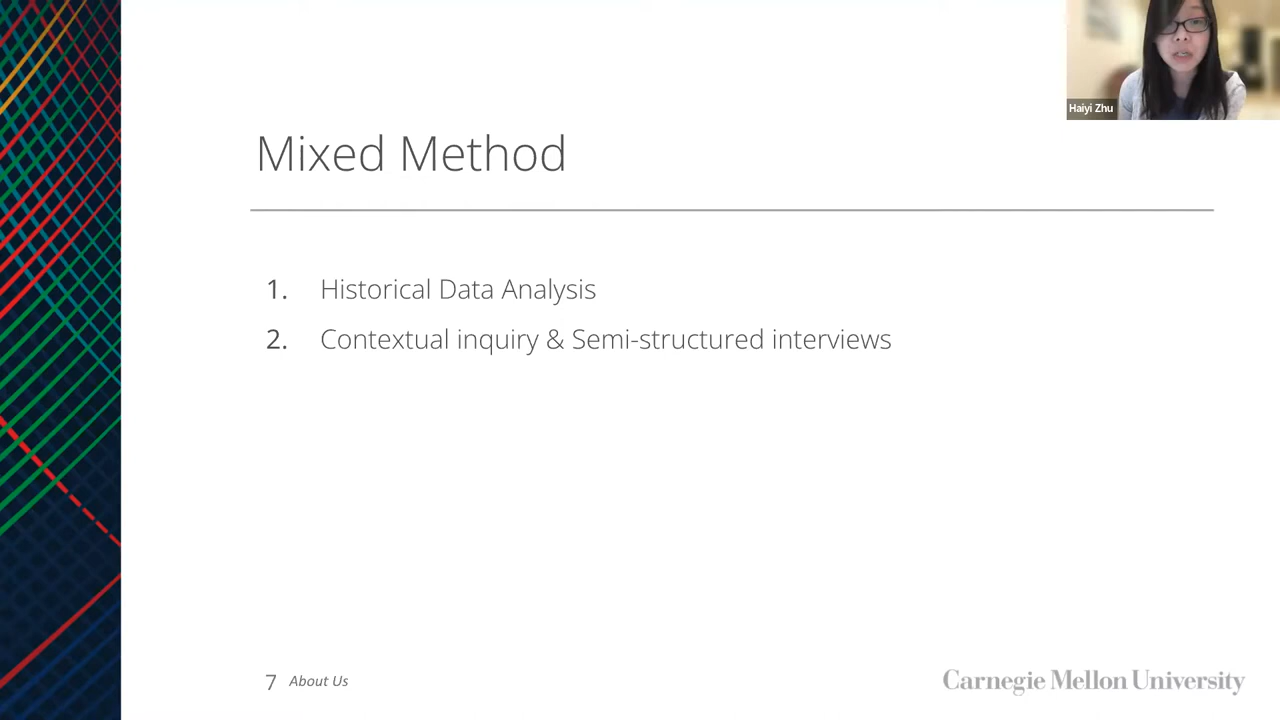 Haiyi Zhu
Mixed Method
1. Historical Data Analysis
2. Contextual inquiry & Semi-structured interviews
7 About Us
Carnegie Mellon University